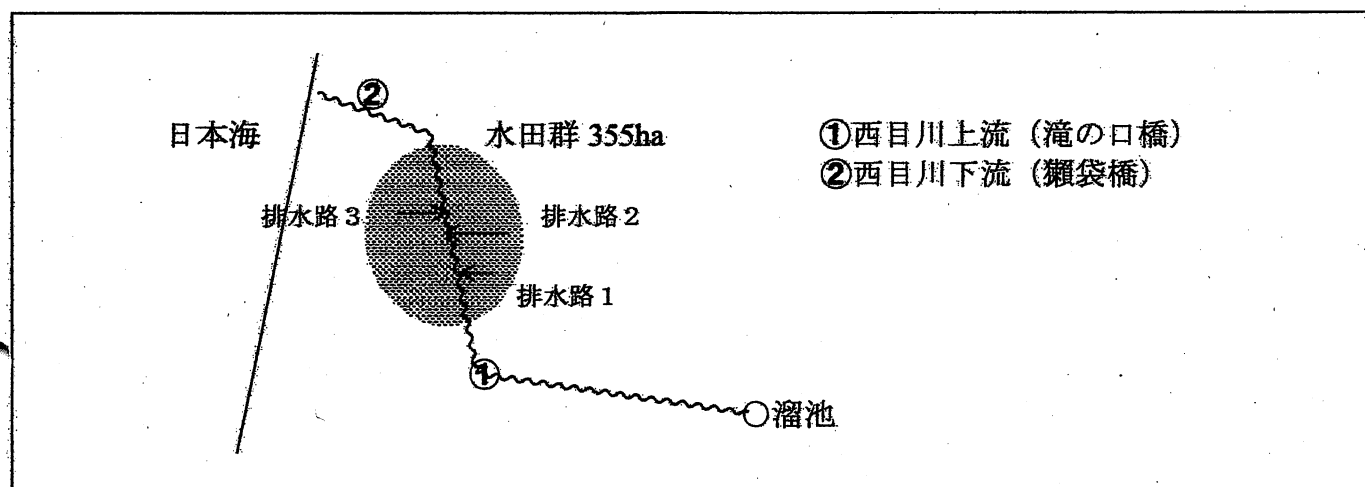 ②
日本海
水田群 355ha
①西目川上流（滝の口橋）
②西目川下流（獺袋橋）
排水路３
排水路２
排水路１
①
溜池